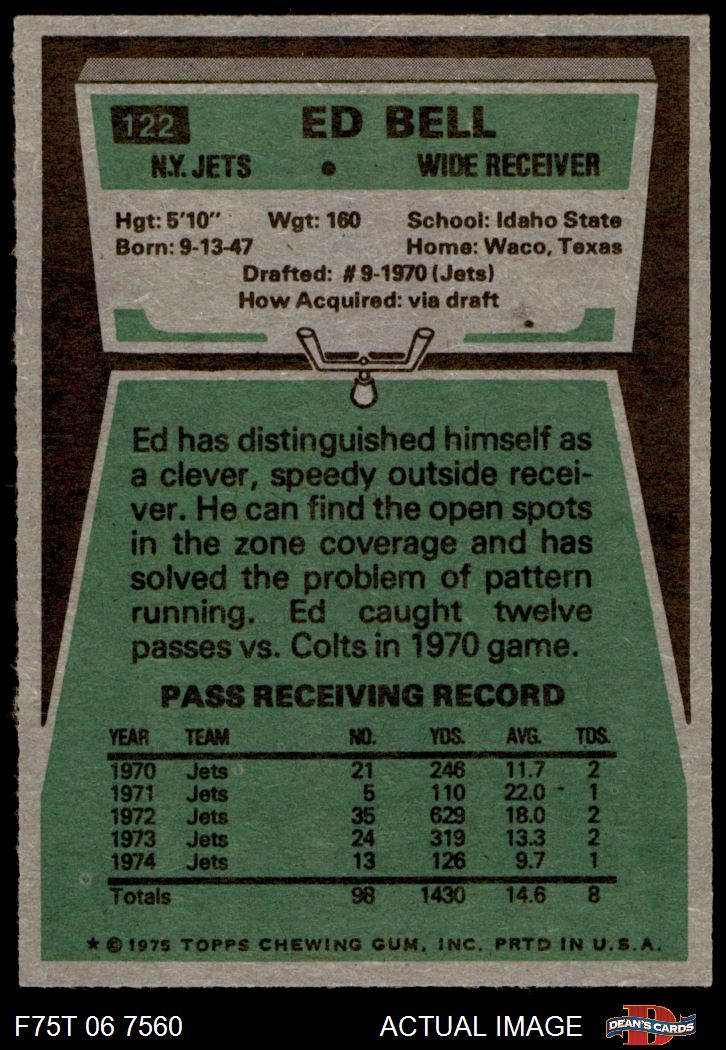 122 ED BELL
N.Y. JETS • WIDE RECEIVER
Hgt: 5'10" Wgt: 160 School: Idaho State
Born: 9-13-47 Home: Waco, Texas
Drafted: #9-1970 (Jets)
How Acquired: via draft
Ed has distinguished himself as
a clever, speedy outside recei-
ver. He can find the open spots
in the zone coverage and has
solved the problem of pattern
running. Ed caught twelve
passes vs. Colts in 1970 game.
PASS RECEIVING RECORD
YEAR TEAM NO. YDS. AVG. TDS.
1970 Jets 21 246 11.7 2
1971 Jets 5 110 22.0 1
1972 Jets 35 629 18.0 2
1973 Jets 24 319 13.3 2
1974 Jets 13 126 9.7 1
Totals 98 1430 14.6 8
★ © 1975 TOPPS CHEWING GUM, INC. PRTD IN U.S.A.
F75T 06 7560 ACTUAL IMAGE DEAN'S CARDS